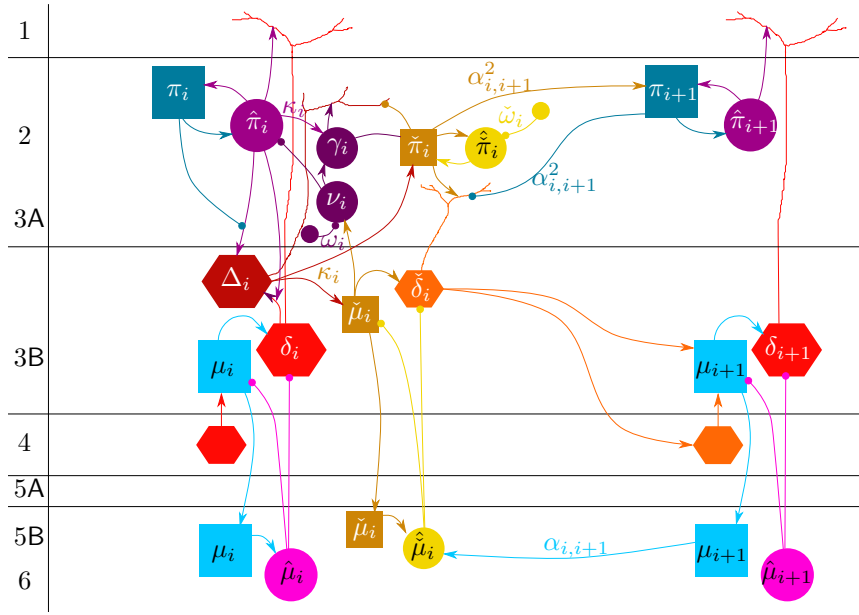 1
2
3A
3B
4
5A
5B
6
π_i
π̂_i
κ_i
γ_i
ν_i
ω_i
π̌_i
α²_{i,i+1}
π̌̂_i
ω̌_i
α²_{i,i+1}
π_{i+1}
π̂_{i+1}
Δ_i
κ_i
μ̌_i
δ̌_i
μ_i
δ_i
μ_{i+1}
δ_{i+1}
μ_i
μ̂_i
μ̌_i
μ̌̂_i
α_{i,i+1}
μ_{i+1}
μ̂_{i+1}